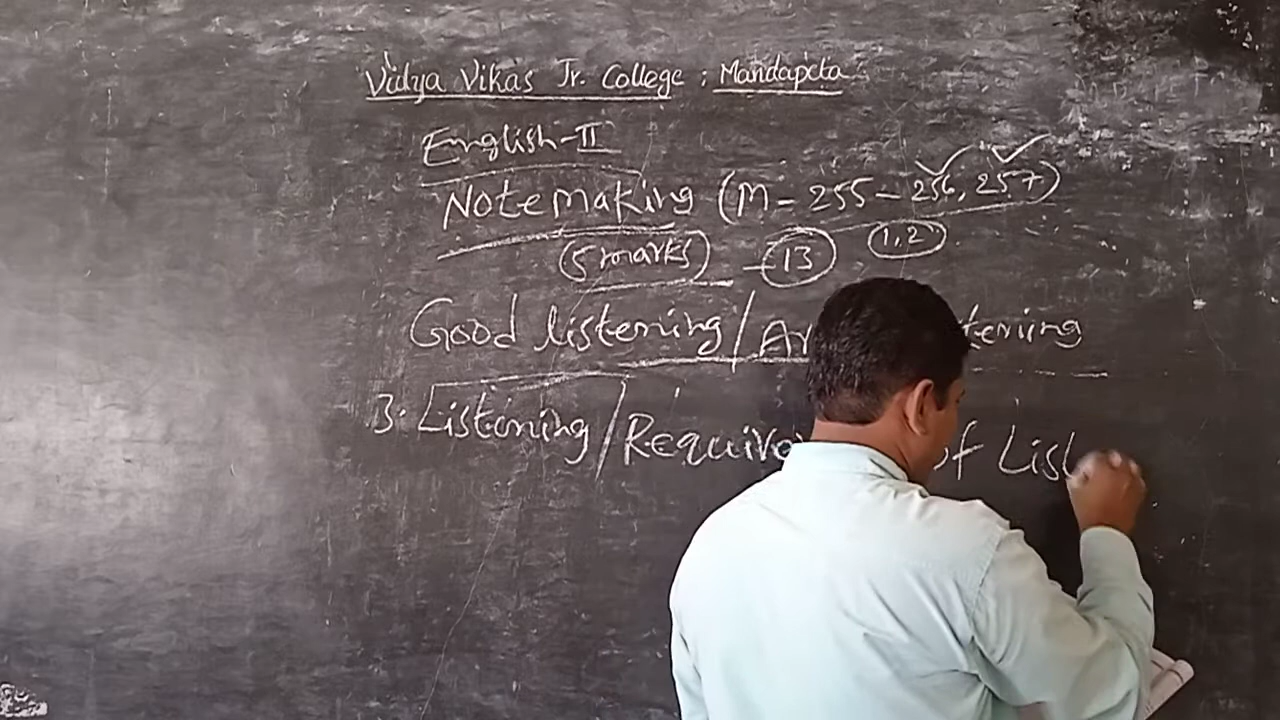 Vidya Vikas Jr. College : Mandapeta
English-II
Notemaking (M - 255 - 256, 257)
(5 marks) - 13 1,2
Good listening/
3. Listening/ of List